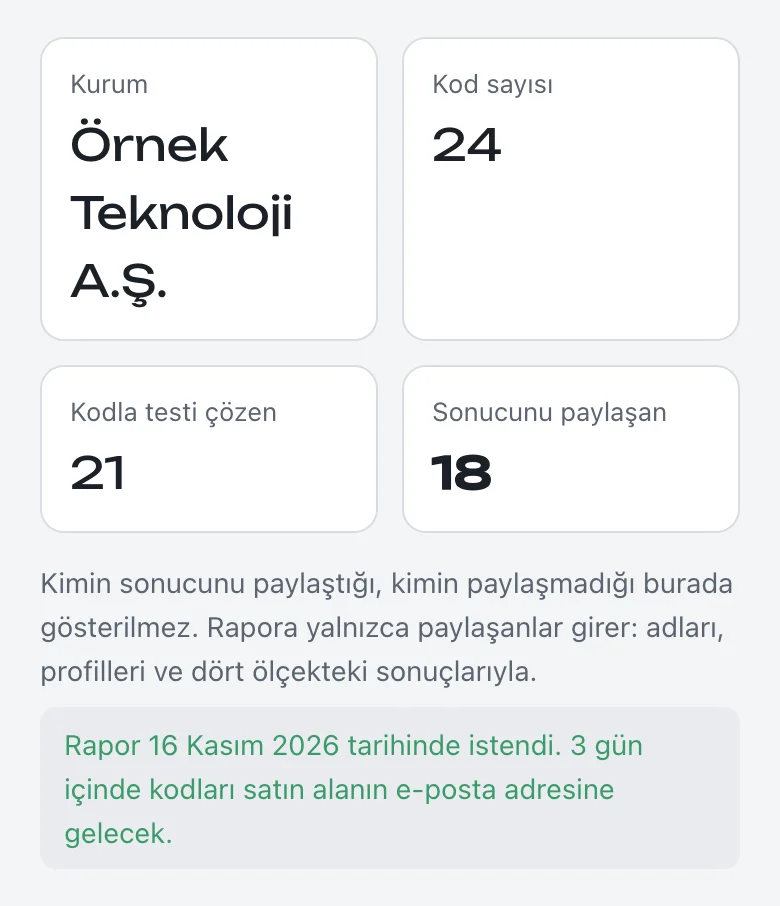 Kurum
Örnek
Teknoloji
A.Ş.
Kod sayısı
24
Kodla testi çözen
21
Sonucunu paylaşan
18
Kimin sonucunu paylaştığı, kimin paylaşmadığı burada
gösterilmez. Rapora yalnızca paylaşanlar girer: adları,
profilleri ve dört ölçekteki sonuçlarıyla.
Rapor 16 Kasım 2026 tarihinde istendi. 3 gün
içinde kodları satın alanın e-posta adresine
gelecek.